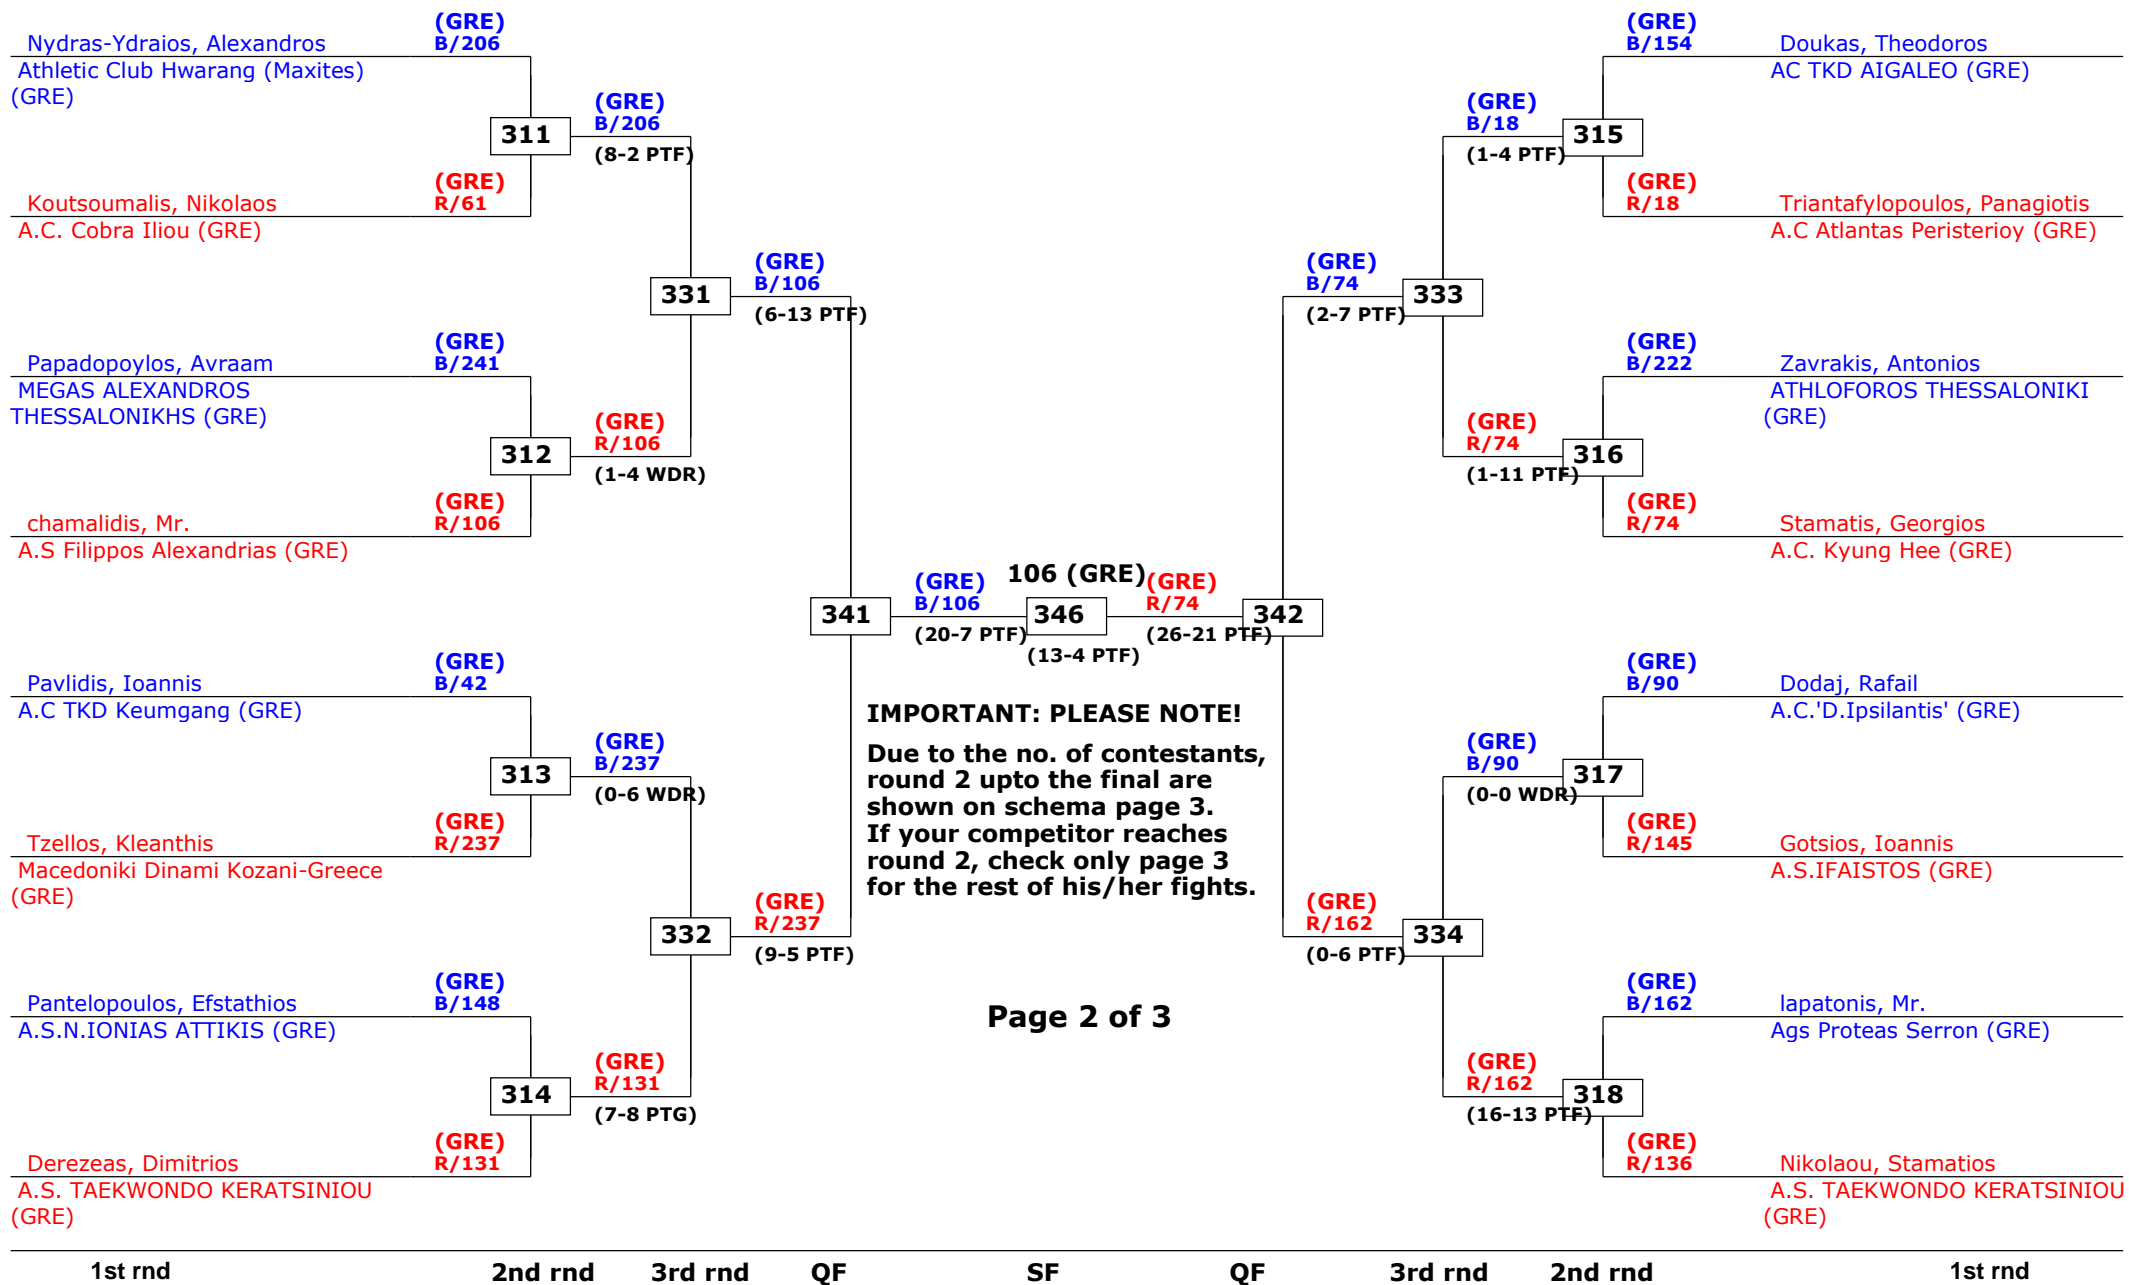 (GRE)
Nydras-Ydraios, Alexandros B/206
Athletic Club Hwarang (Maxites)
(GRE)
311
(GRE)
B/206
(8-2 PTF)
(GRE)
Koutsoumalis, Nikolaos R/61
A.C. Cobra Iliou (GRE)
331
(GRE)
B/106
(6-13 PTF)
(GRE)
Papadopoylos, Avraam B/241
MEGAS ALEXANDROS
THESSALONIKHS (GRE)
312
(GRE)
R/106
(1-4 WDR)
(GRE)
chamalidis, Mr. R/106
A.S Filippos Alexandrias (GRE)
341
(GRE)
B/106
(20-7 PTF)
(GRE)
Pavlidis, Ioannis B/42
A.C TKD Keumgang (GRE)
313
(GRE)
B/237
(0-6 WDR)
(GRE)
Tzellos, Kleanthis R/237
Macedoniki Dinami Kozani-Greece
(GRE)
332
(GRE)
R/237
(9-5 PTF)
(GRE)
Pantelopoulos, Efstathios B/148
A.S.N.IONIAS ATTIKIS (GRE)
314
(GRE)
R/131
(7-8 PTG)
(GRE)
Derezeas, Dimitrios R/131
A.S. TAEKWONDO KERATSINIOU
(GRE)
106 (GRE)
346
(13-4 PTF)
IMPORTANT: PLEASE NOTE!
Due to the no. of contestants,
round 2 upto the final are
shown on schema page 3.
If your competitor reaches
round 2, check only page 3
for the rest of his/her fights.
Page 2 of 3
(GRE)
B/154 Doukas, Theodoros
AC TKD AIGALEO (GRE)
(GRE)
B/18
(1-4 PTF)
315
(GRE)
R/18 Triantafylopoulos, Panagiotis
A.C Atlantas Peristerioy (GRE)
(GRE)
B/74
(2-7 PTF)
333
(GRE)
B/222 Zavrakis, Antonios
ATHLOFOROS THESSALONIKI
(GRE)
(GRE)
R/74
(1-11 PTF)
316
(GRE)
R/74 Stamatis, Georgios
A.C. Kyung Hee (GRE)
(GRE)
R/74
(26-21 PTF)
342
(GRE)
B/90 Dodaj, Rafail
A.C.'D.Ipsilantis' (GRE)
(GRE)
B/90
(0-0 WDR)
317
(GRE)
R/145 Gotsios, Ioannis
A.S.IFAISTOS (GRE)
(GRE)
R/162
(0-6 PTF)
334
(GRE)
B/162 lapatonis, Mr.
Ags Proteas Serron (GRE)
(GRE)
R/162
(16-13 PTF)
318
(GRE)
R/136 Nikolaou, Stamatios
A.S. TAEKWONDO KERATSINIOU
(GRE)
1st rnd 2nd rnd 3rd rnd QF SF QF 3rd rnd 2nd rnd 1st rnd